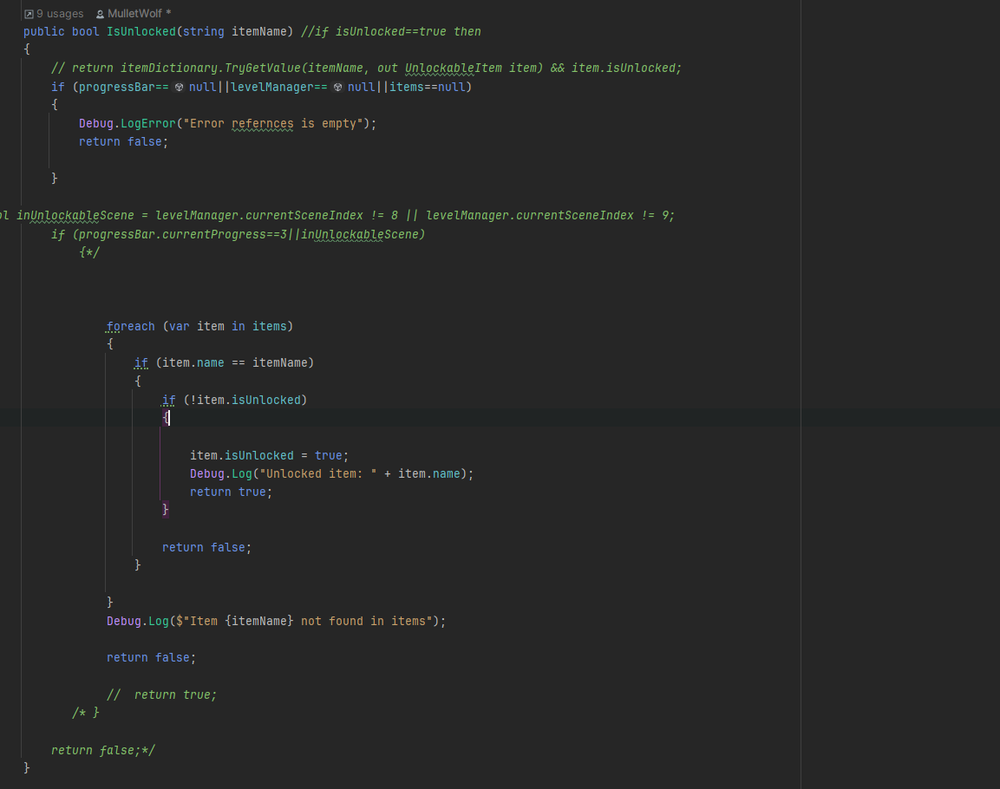 9 usages MulletWolf *
public bool IsUnlocked(string itemName) //if isUnlocked==true then
{
// return itemDictionary.TryGetValue(itemName, out UnlockableItem item) && item.isUnlocked;
if (progressBar==null||levelManager==null||items==null)
{
Debug.LogError("Error refernces is empty");
return false;
}
ol inUnlockableScene = levelManager.currentSceneIndex != 8 || levelManager.currentSceneIndex != 9;
if (progressBar.currentProgress==3||inUnlockableScene)
{*/
foreach (var item in items)
{
if (item.name == itemName)
{
if (!item.isUnlocked)
{
item.isUnlocked = true;
Debug.Log("Unlocked item: " + item.name);
return true;
}
return false;
}
}
Debug.Log($"Item {itemName} not found in items");
return false;
//  return true;
/* }
return false;*/
}